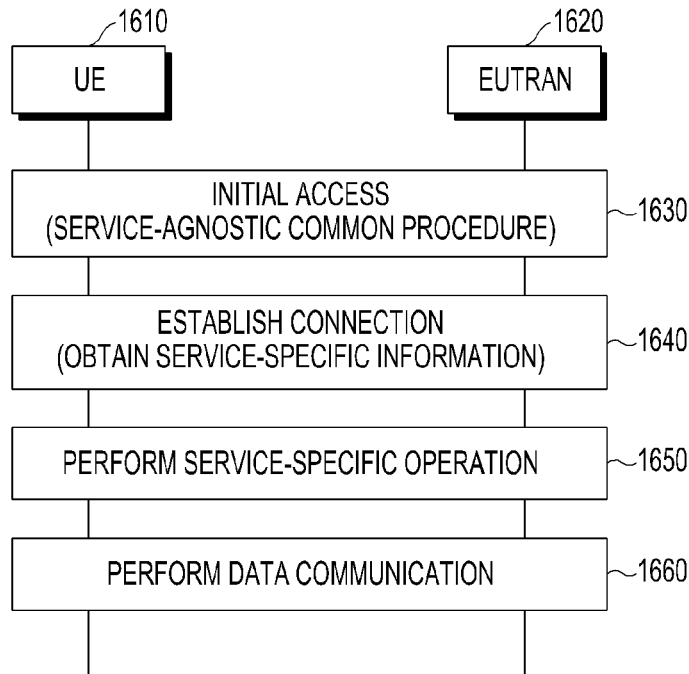 1610
1620
UE
EUTRAN
INITIAL ACCESS
(SERVICE-AGNOSTIC COMMON PROCEDURE)
1630
ESTABLISH CONNECTION
(OBTAIN SERVICE-SPECIFIC INFORMATION)
1640
PERFORM SERVICE-SPECIFIC OPERATION
1650
PERFORM DATA COMMUNICATION
1660